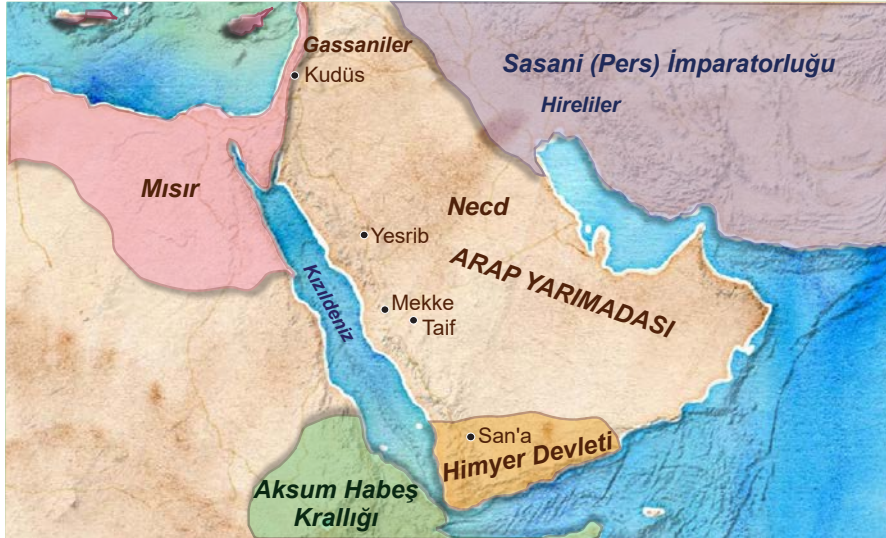 Gassaniler
Kudüs
Sasani (Pers) İmparatorluğu
Hireliler
Mısır
Necd
Yesrib
ARAP YARIMADASI
Kızıldeniz
Mekke
Taif
San'a
Himyer Devleti
Aksum Habeş
Krallığı